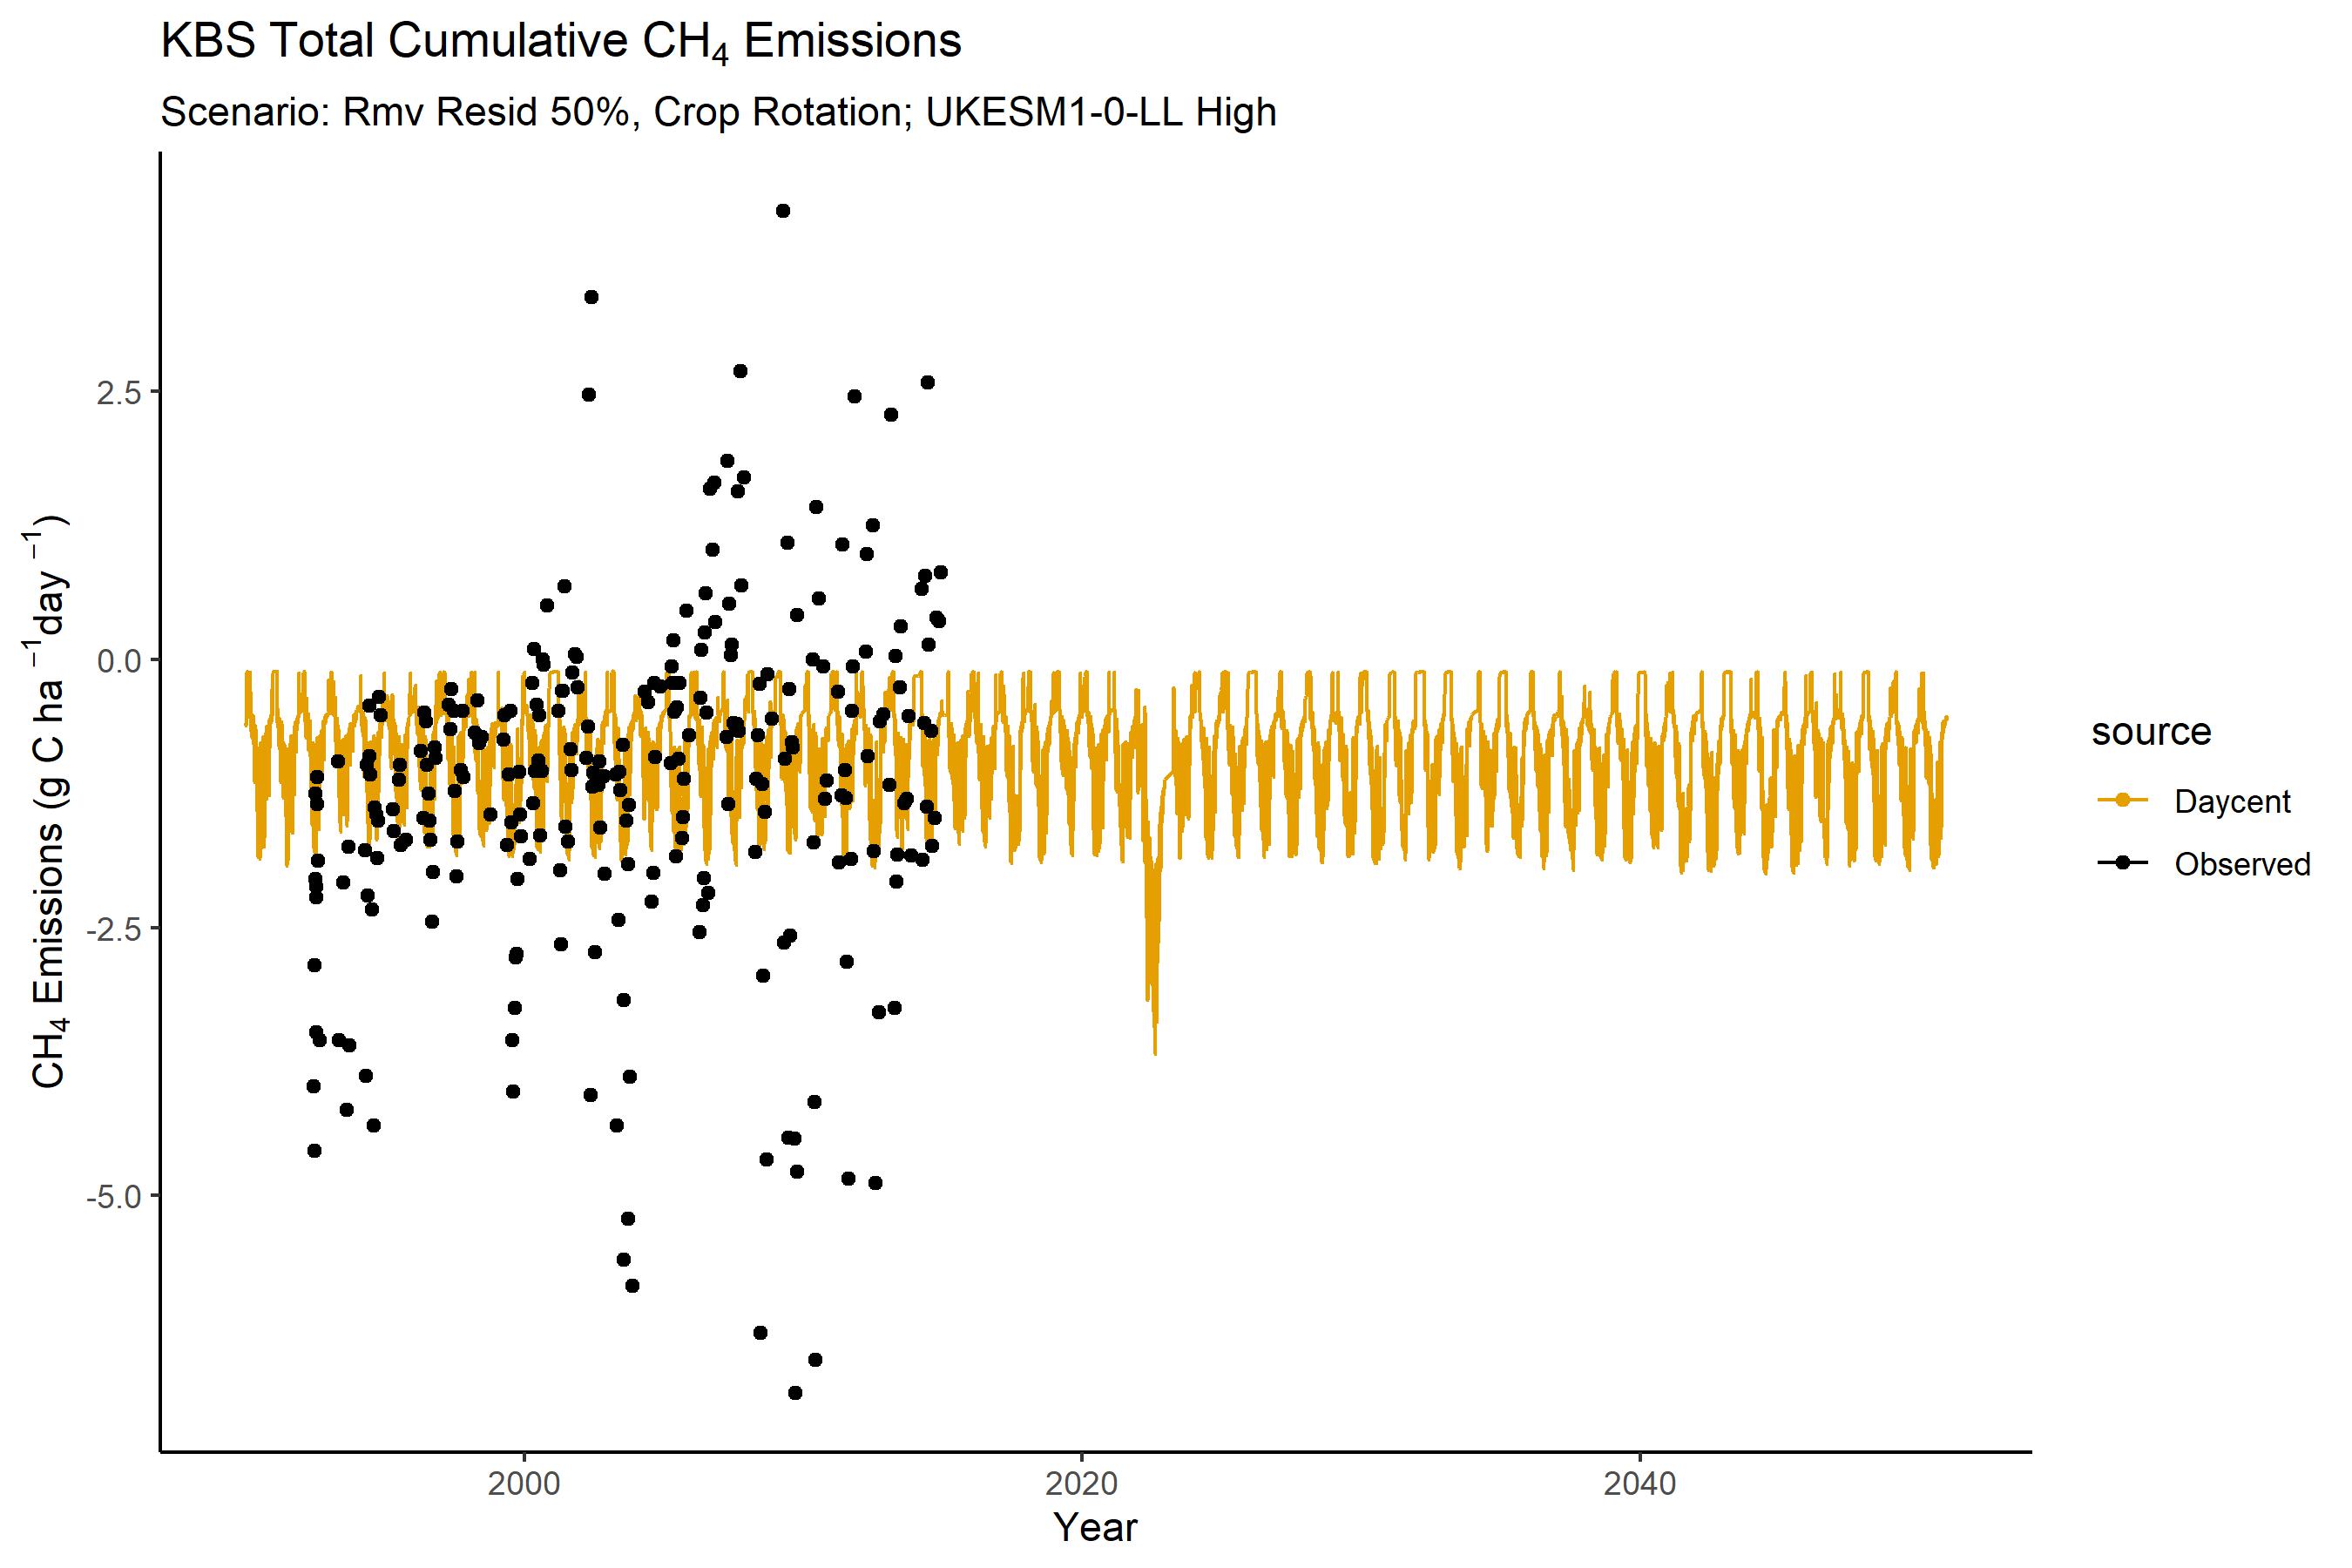 KBS Total Cumulative CH₄ Emissions
Scenario: Rmv Resid 50%, Crop Rotation; UKESM1-0-LL High
CH₄ Emissions (g C ha ⁻¹day ⁻¹)
2.5
0.0
-2.5
-5.0
2000
2020
2040
Year
source
Daycent
Observed